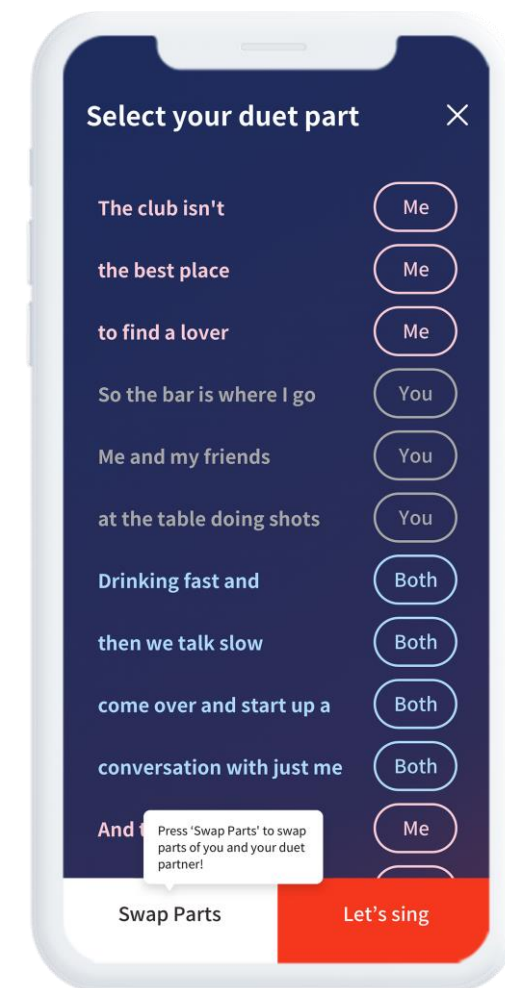 Select your duet part
The club isn't Me
the best place Me
to find a lover Me
So the bar is where I go You
Me and my friends You
at the table doing shots You
Drinking fast and Both
then we talk slow Both
come over and start up a Both
conversation with just me Both
And Me
Press ‘Swap Parts’ to swap
parts of you and your duet
partner!
Swap Parts Let’s sing